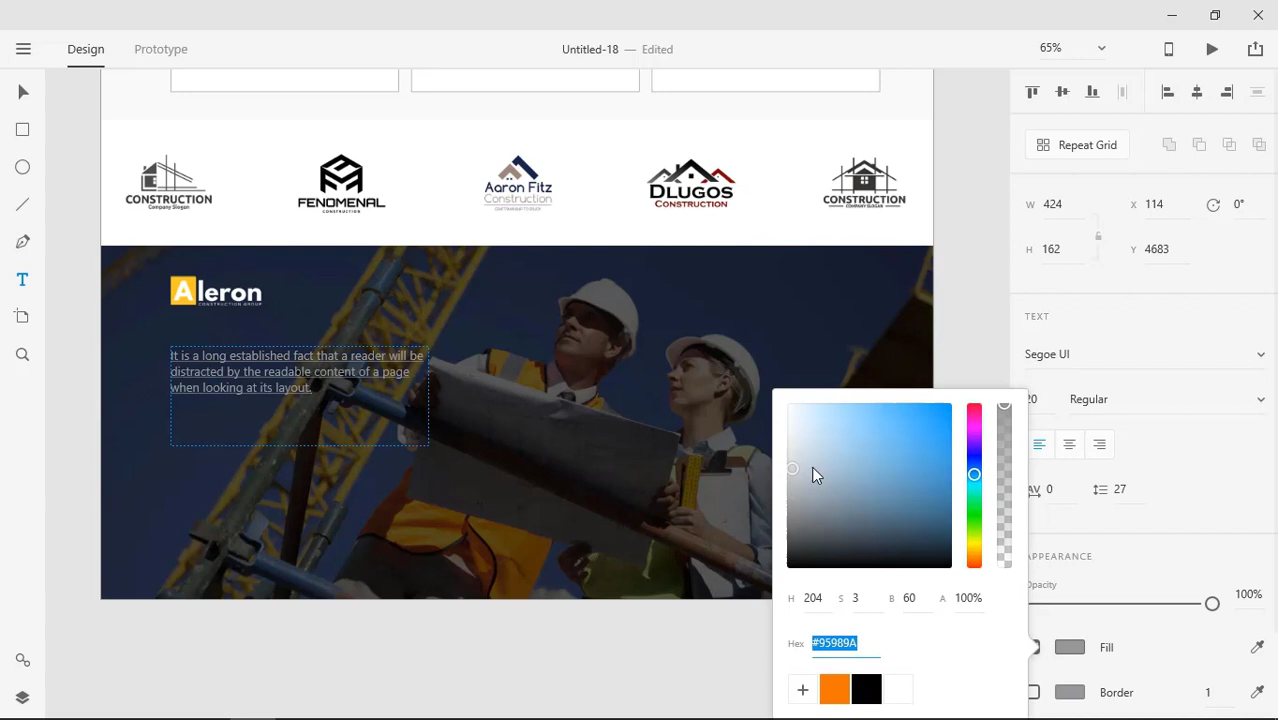 Design
Prototype
Untitled-18 — Edited
65%
Repeat Grid
W 424 X 114 0°
H 162 Y 4683
TEXT
Segoe UI
20 Regular
AV 0 27
APPEARANCE
Opacity
100%
Fill
Border 1
CONSTRUCTION
Company Slogan
FENOMENAL
CONSTRUCTION
Aaron Fitz
Construction
DLUGOS
CONSTRUCTION
CONSTRUCTION
COMPANY SLOGAN
Aleron
CONSTRUCTION GROUP
It is a long established fact that a reader will be
distracted by the readable content of a page
when looking at its layout.
H 204 S 3 B 60 A 100%
Hex #95989A